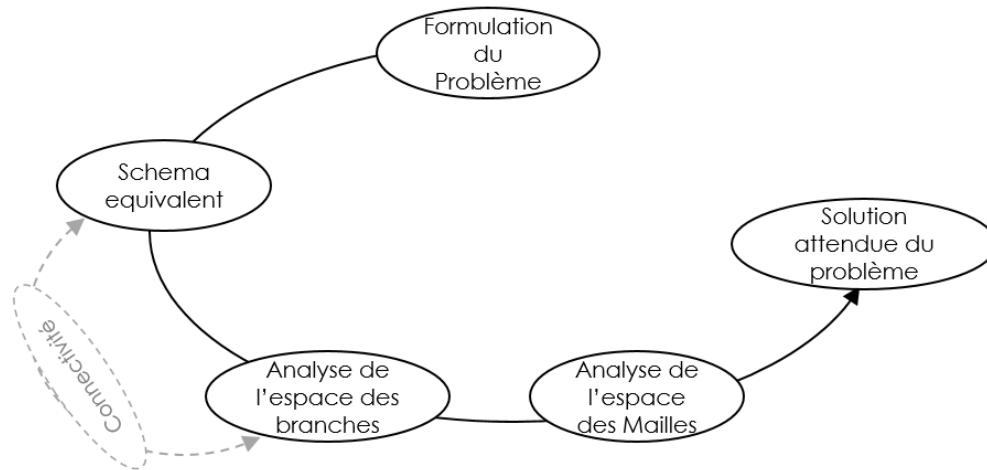 Formulation
du
Problème
Schema
equivalent
Connectivité
Analyse de
l'espace des
branches
Analyse de
l'espace
des Mailles
Solution
attendue du
problème